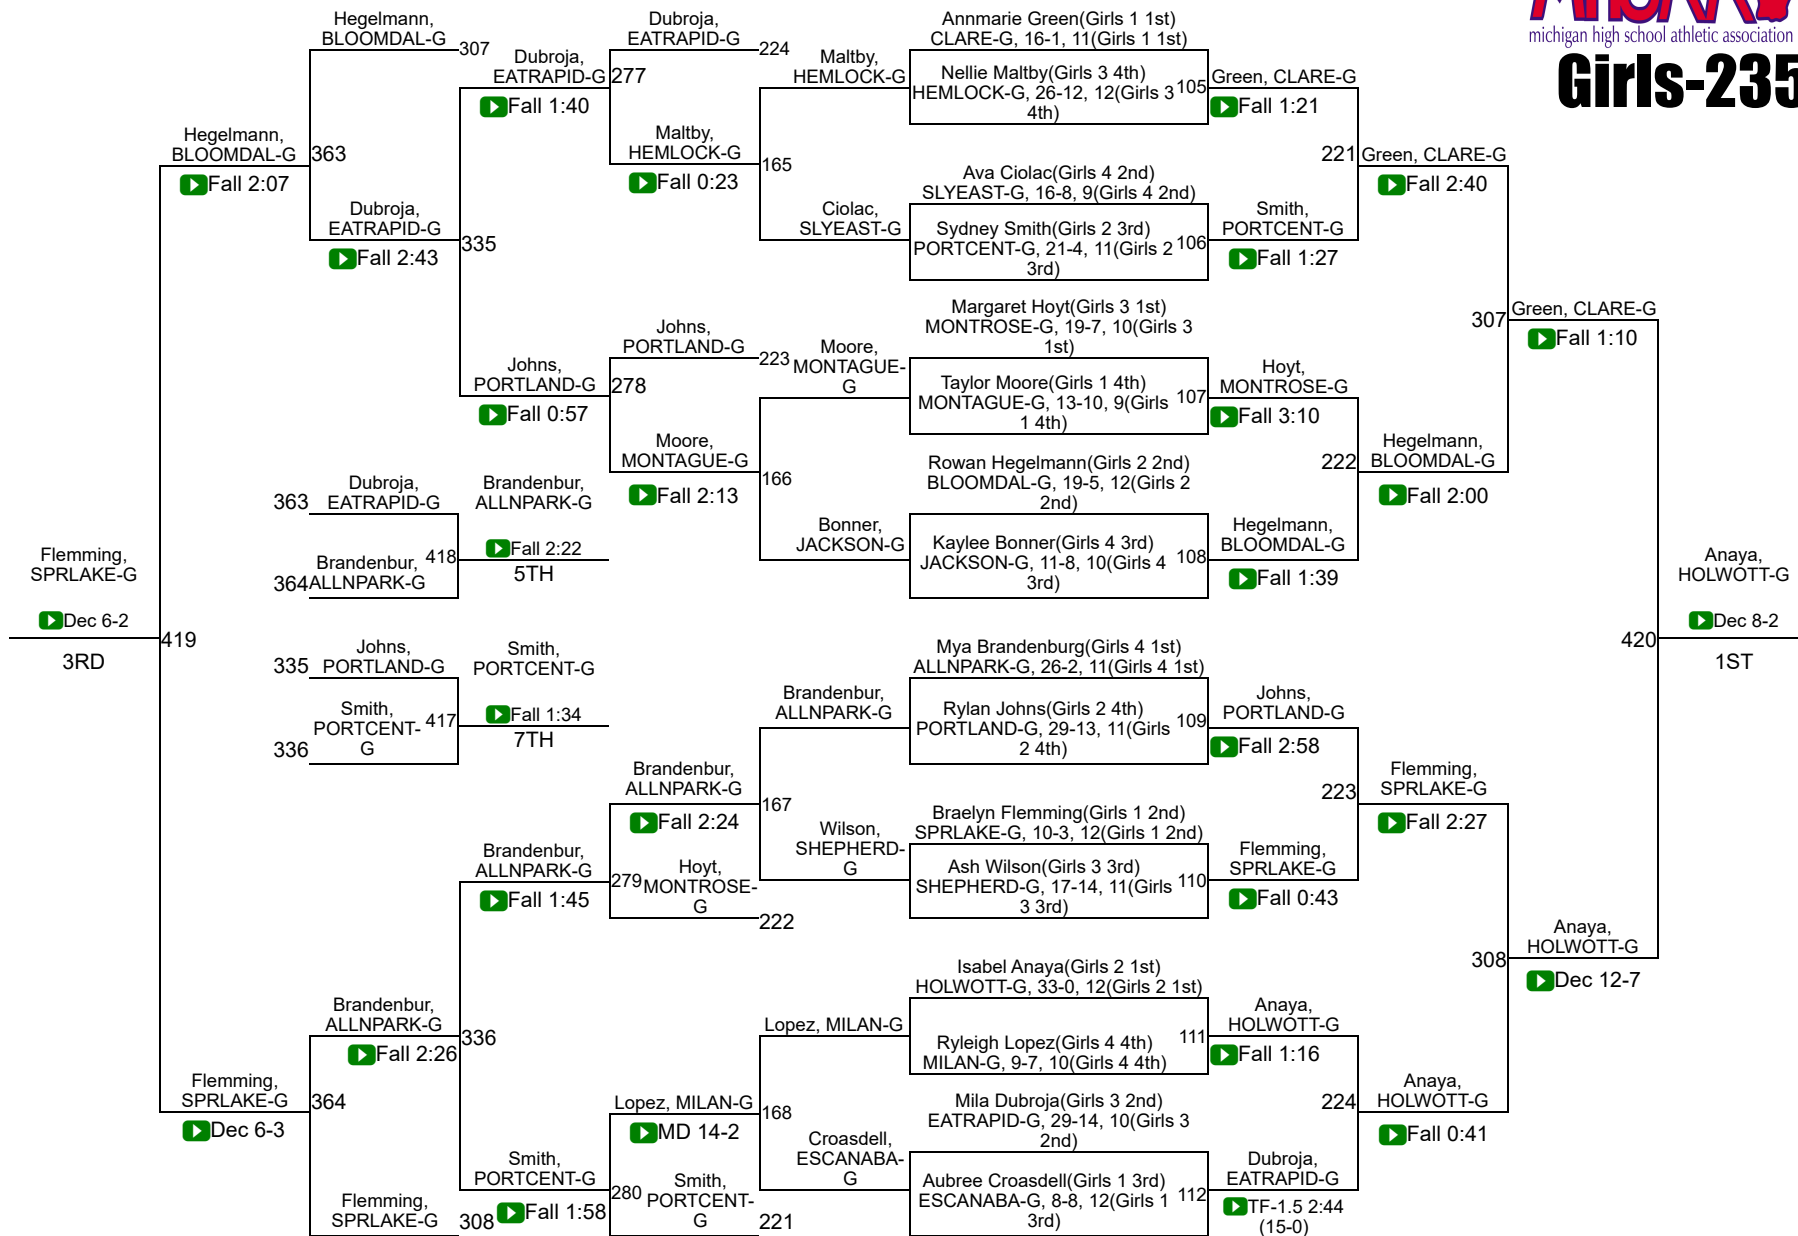 michigan high school athletic association
Girls-235
Hegelmann,
BLOOMDAL-G
307
Dubroja,
EATRAPID-G
277
Fall 1:40
Dubroja,
EATRAPID-G
224
Maltby,
HEMLOCK-G
Annmarie Green(Girls 1 1st)
CLARE-G, 16-1, 11(Girls 1 1st)
Nellie Maltby(Girls 3 4th)
HEMLOCK-G, 26-12, 12(Girls 3
4th)
105
Green, CLARE-G
Fall 1:21
Hegelmann,
BLOOMDAL-G
363
Fall 2:07
Maltby,
HEMLOCK-G
Fall 0:23
165
221
Green, CLARE-G
Fall 2:40
Dubroja,
EATRAPID-G
Fall 2:43
335
Ciolac,
SLYEAST-G
Ava Ciolac(Girls 4 2nd)
SLYEAST-G, 16-8, 9(Girls 4 2nd)
Sydney Smith(Girls 2 3rd)
PORTCENT-G, 21-4, 11(Girls 2
3rd)
106
Smith,
PORTCENT-G
Fall 1:27
Johns,
PORTLAND-G
223
Moore,
MONTAGUE-
G
Margaret Hoyt(Girls 3 1st)
MONTROSE-G, 19-7, 10(Girls 3
1st)
Taylor Moore(Girls 1 4th)
MONTAGUE-G, 13-10, 9(Girls
1 4th)
107
Hoyt,
MONTROSE-G
Fall 3:10
307
Green, CLARE-G
Fall 1:10
Johns,
PORTLAND-G
278
Fall 0:57
Moore,
MONTAGUE-G
Fall 2:13
166
222
Hegelmann,
BLOOMDAL-G
Fall 2:00
363
Dubroja,
EATRAPID-G
Brandenbur,
ALLNPARK-G
418
Fall 2:22
5TH
364
Brandenbur,
ALLNPARK-G
Bonner,
JACKSON-G
Rowan Hegelmann(Girls 2 2nd)
BLOOMDAL-G, 19-5, 12(Girls 2
2nd)
Kaylee Bonner(Girls 4 3rd)
JACKSON-G, 11-8, 10(Girls 4
3rd)
108
Hegelmann,
BLOOMDAL-G
Fall 1:39
Flemming,
SPRLAKE-G
Dec 6-2
3RD
419
Anaya,
HOLWOTT-G
420
Dec 8-2
1ST
335
Johns,
PORTLAND-G
Smith,
PORTCENT-G
417
Fall 1:34
7TH
336
Smith,
PORTCENT-
G
Brandenbur,
ALLNPARK-G
Mya Brandenburg(Girls 4 1st)
ALLNPARK-G, 26-2, 11(Girls 4 1st)
Rylan Johns(Girls 2 4th)
PORTLAND-G, 29-13, 11(Girls
2 4th)
109
Johns,
PORTLAND-G
Fall 2:58
Brandenbur,
ALLNPARK-G
Fall 2:24
167
223
Flemming,
SPRLAKE-G
Fall 2:27
Brandenbur,
ALLNPARK-G
Fall 1:45
279
Hoyt,
MONTROSE-
G
222
Wilson,
SHEPHERD-
G
Braelyn Flemming(Girls 1 2nd)
SPRLAKE-G, 10-3, 12(Girls 1 2nd)
Ash Wilson(Girls 3 3rd)
SHEPHERD-G, 17-14, 11(Girls
3 3rd)
110
Flemming,
SPRLAKE-G
Fall 0:43
308
Anaya,
HOLWOTT-G
Dec 12-7
Brandenbur,
ALLNPARK-G
Fall 2:26
336
Lopez, MILAN-G
Isabel Anaya(Girls 2 1st)
HOLWOTT-G, 33-0, 12(Girls 2 1st)
Ryleigh Lopez(Girls 4 4th)
MILAN-G, 9-7, 10(Girls 4 4th)
111
Anaya,
HOLWOTT-G
Fall 1:16
Flemming,
SPRLAKE-G
Dec 6-3
364
Lopez, MILAN-G
MD 14-2
168
224
Anaya,
HOLWOTT-G
Fall 0:41
Flemming,
SPRLAKE-G
308
Smith,
PORTCENT-G
Fall 1:58
280
Smith,
PORTCENT-
G
221
Croasdell,
ESCANABA-
G
Mila Dubroja(Girls 3 2nd)
EATRAPID-G, 29-14, 10(Girls 3
2nd)
Aubree Croasdell(Girls 1 3rd)
ESCANABA-G, 8-8, 12(Girls 1
3rd)
112
Dubroja,
EATRAPID-G
TF-1.5 2:44
(15-0)